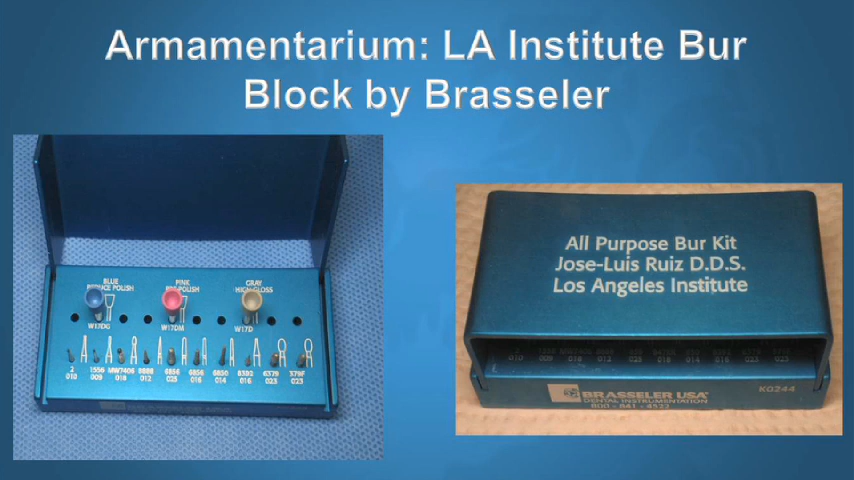 Armamentarium: LA Institute Bur
Block by Brasseler
BLUE PINK GRAY
POLISH HIGH GLOSS
W17DG W17DM W17D
2 1556 MW7406 8888 6856 6856 6850 8392 6379 379F
010 009 018 012 025 016 014 016 023 023
All Purpose Bur Kit
Jose-Luis Ruiz D.D.S.
Los Angeles Institute
K0244
BRASSELER USA
DENTAL INSTRUMENTATION
800-841-4522